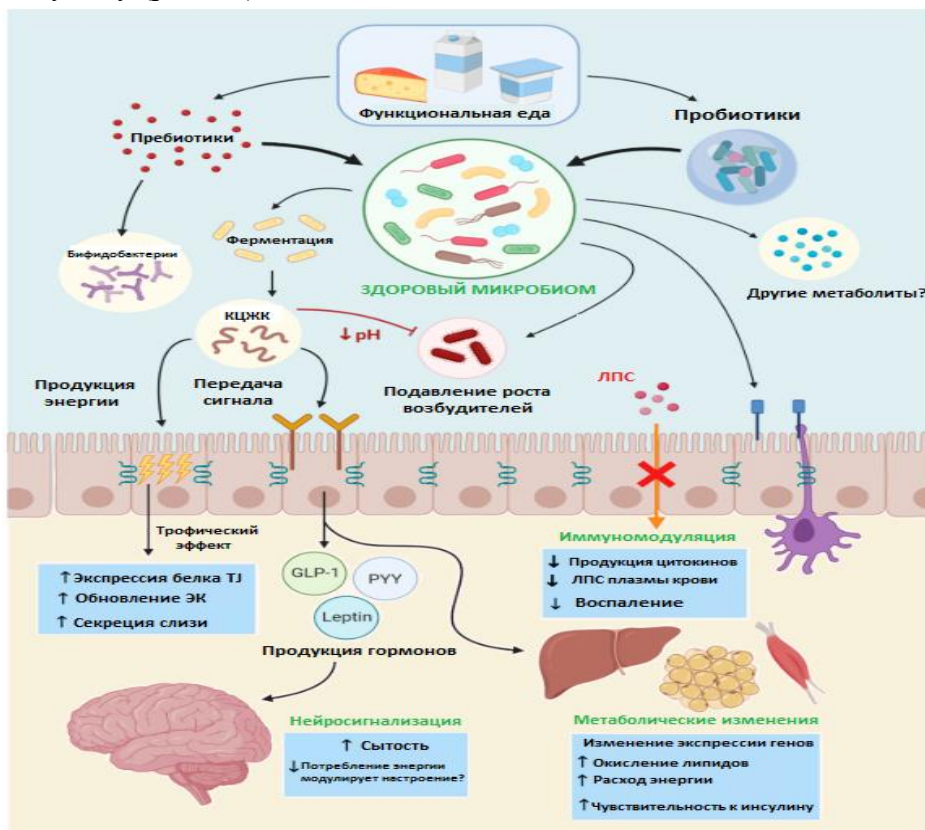 Функциональная еда
Пребиотики
Пробиотики
Бифидобактерии
Ферментация
ЗДОРОВЫЙ МИКРОБИОМ
Другие метаболиты?
КЦЖК
↓ pH
Продукция
энергии
Передача
сигнала
Подавление роста
возбудителей
ЛПС
Трофический
эффект
↑Экспрессия белка TJ
↑ Обновление ЭК
↑ Секреция слизи
GLP-1
PYY
Leptin
Продукция гормонов
Иммуномодуляция
↓ Продукция цитокинов
↓ ЛПС плазмы крови
↓ Воспаление
Нейросигнализация
↑ Сытость
↓Потребление энергии
модулирует настроение?
Метаболические изменения
Изменение экспрессии генов
↑ Окисление липидов
↑ Расход энергии
↑Чувствительность к инсулину